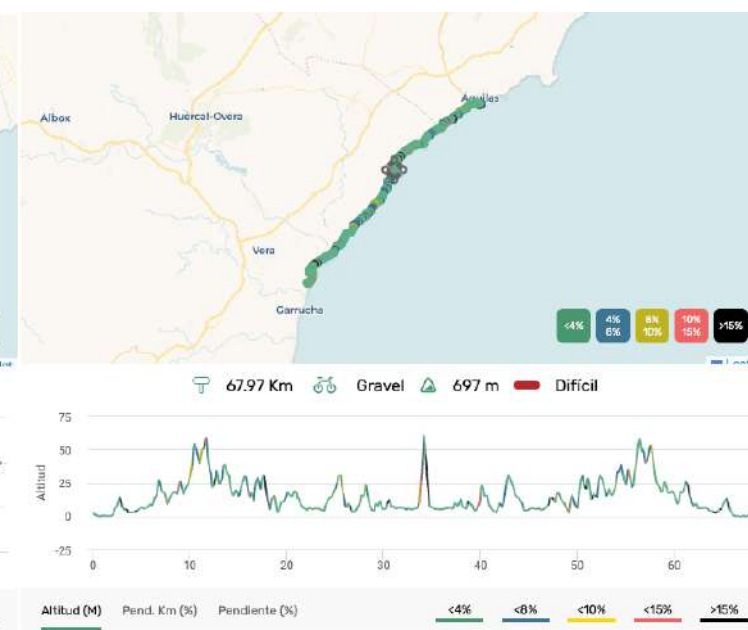 Aguilas
Albox
Huércal-Overa
Vera
Garrucha
<4% 4% 6% 8% 10% 10% 15% >15%
67.97 Km Gravel 697 m Difícil
75
50
25
0
-25
Altitud
0 10 20 30 40 50 60
Altitud (M) Pend. Km (%) Pendiente (%) <4% <8% <10% <15% >15%